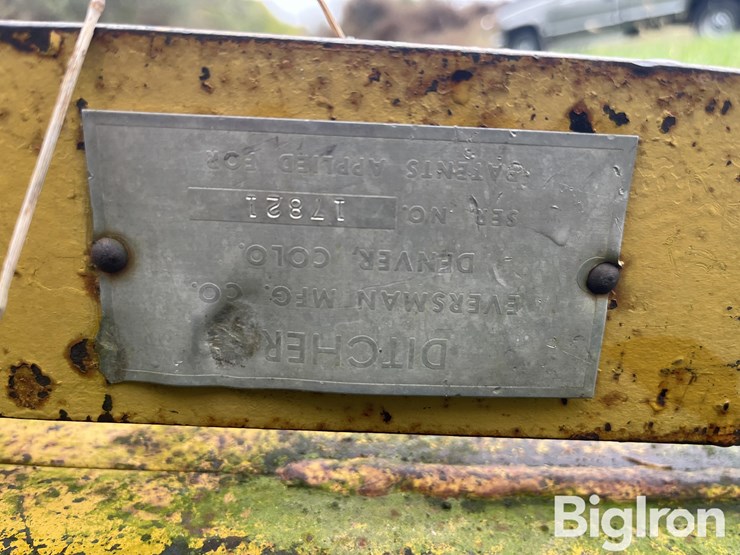 DITCHER
EVERSMAN MFG. CO.
DENVER, COLO.
SER. NO. 17821
PATENTS APPLIED FOR
BigIron